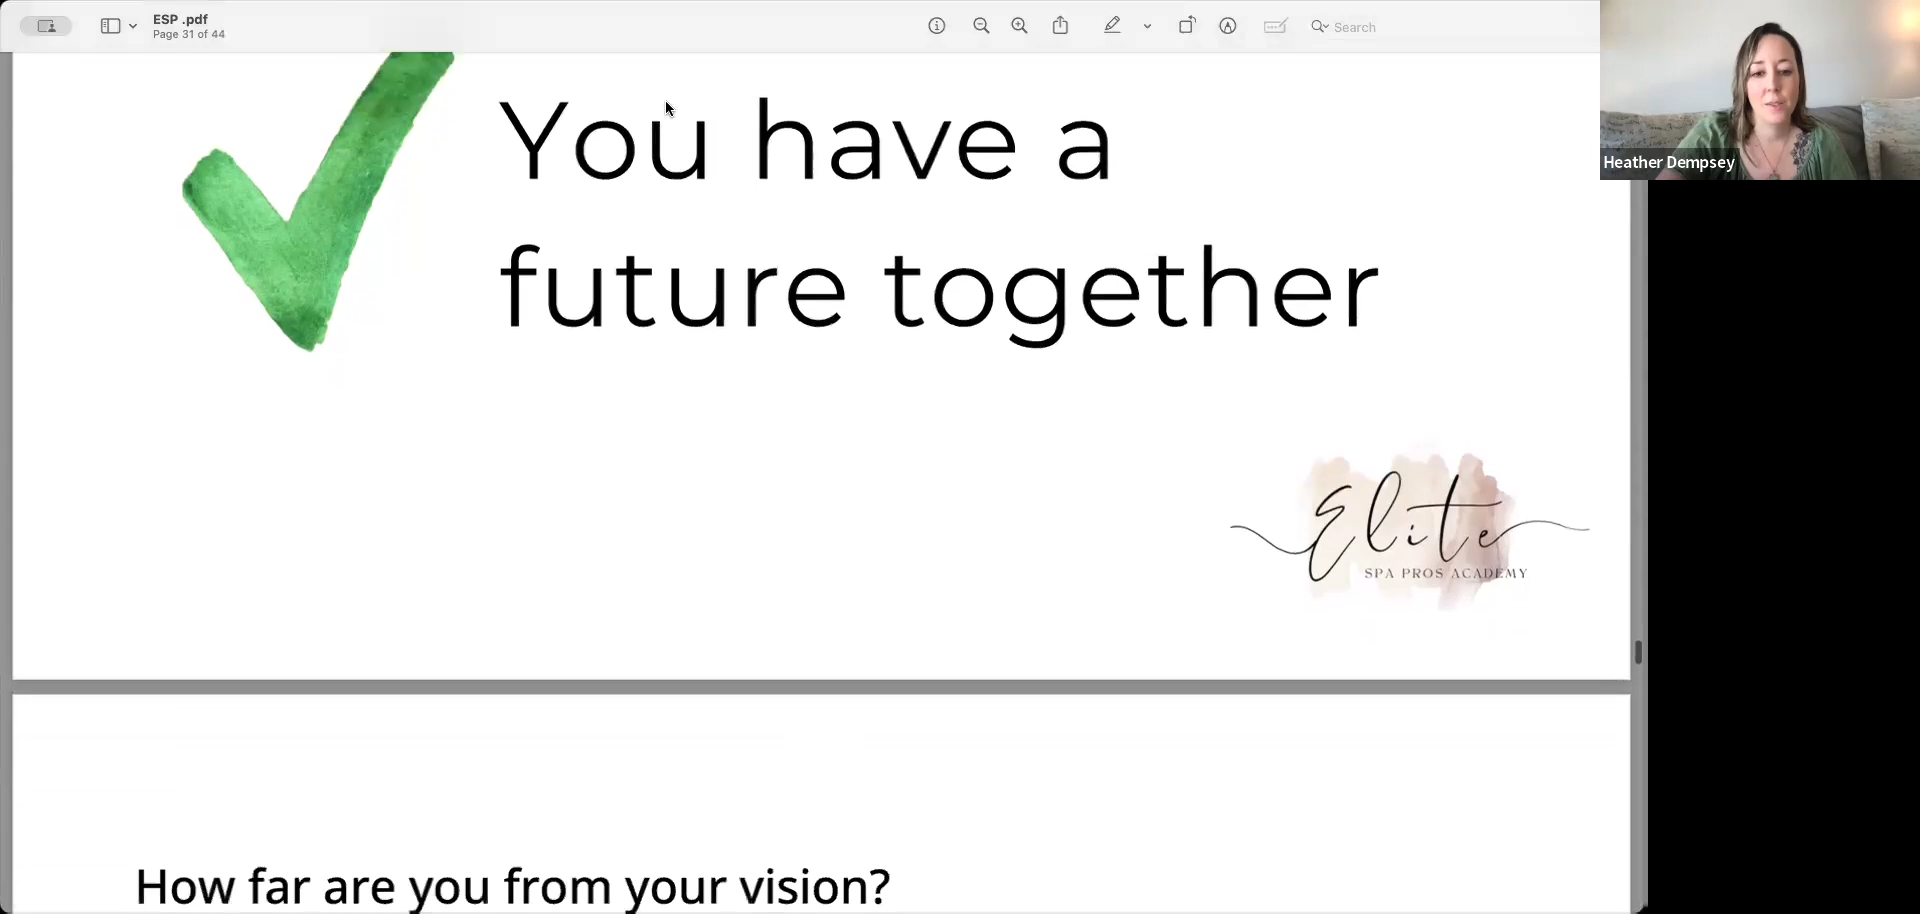 ESP .pdf
Page 31 of 44
Search
Heather Dempsey
You have a
future together
Elite
SPA PROS ACADEMY
How far are you from your vision?